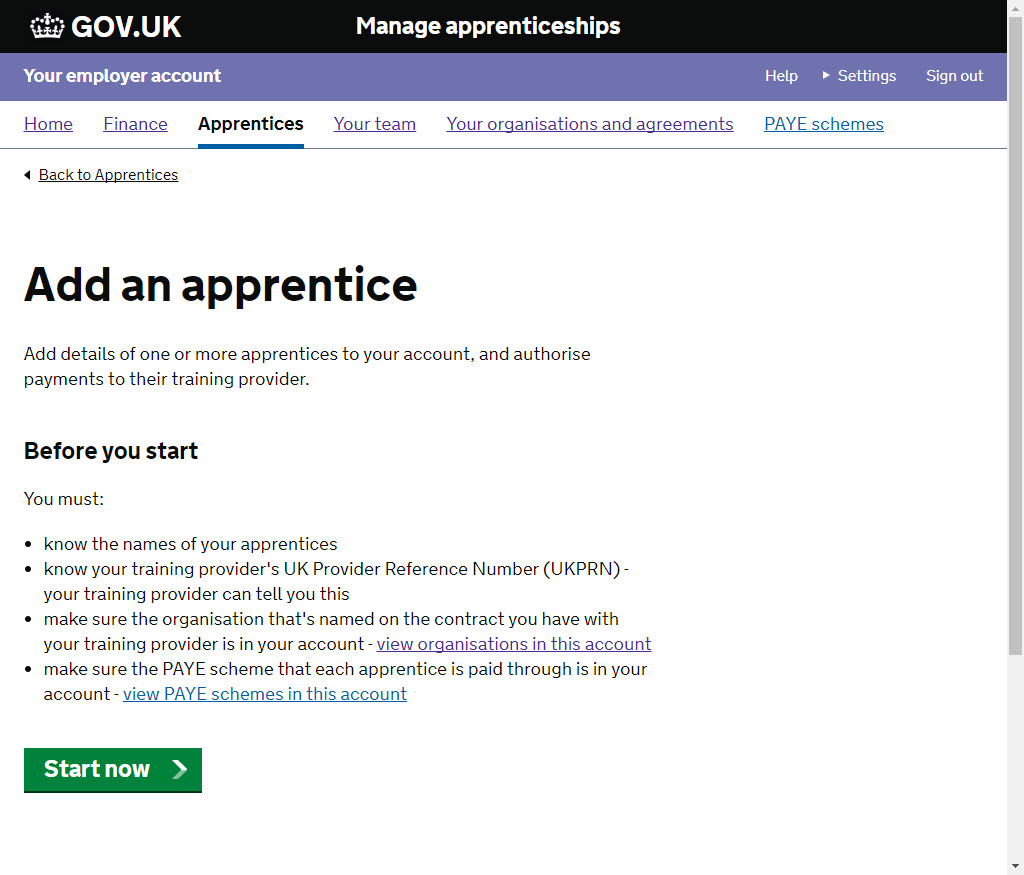 GOV.UK Manage apprenticeships
Your employer account Help Settings Sign out
Home Finance Apprentices Your team Your organisations and agreements PAYE schemes
Back to Apprentices
Add an apprentice
Add details of one or more apprentices to your account, and authorise
payments to their training provider.
Before you start
You must:
know the names of your apprentices
know your training provider's UK Provider Reference Number (UKPRN) -
your training provider can tell you this
make sure the organisation that's named on the contract you have with
your training provider is in your account - view organisations in this account
make sure the PAYE scheme that each apprentice is paid through is in your
account - view PAYE schemes in this account
Start now